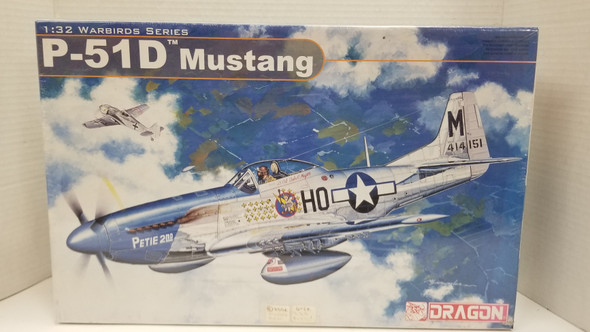 1:32 WARBIRDS SERIES
P-51D™ Mustang
M
414151
HO
PETIE 2ND
DRAGON